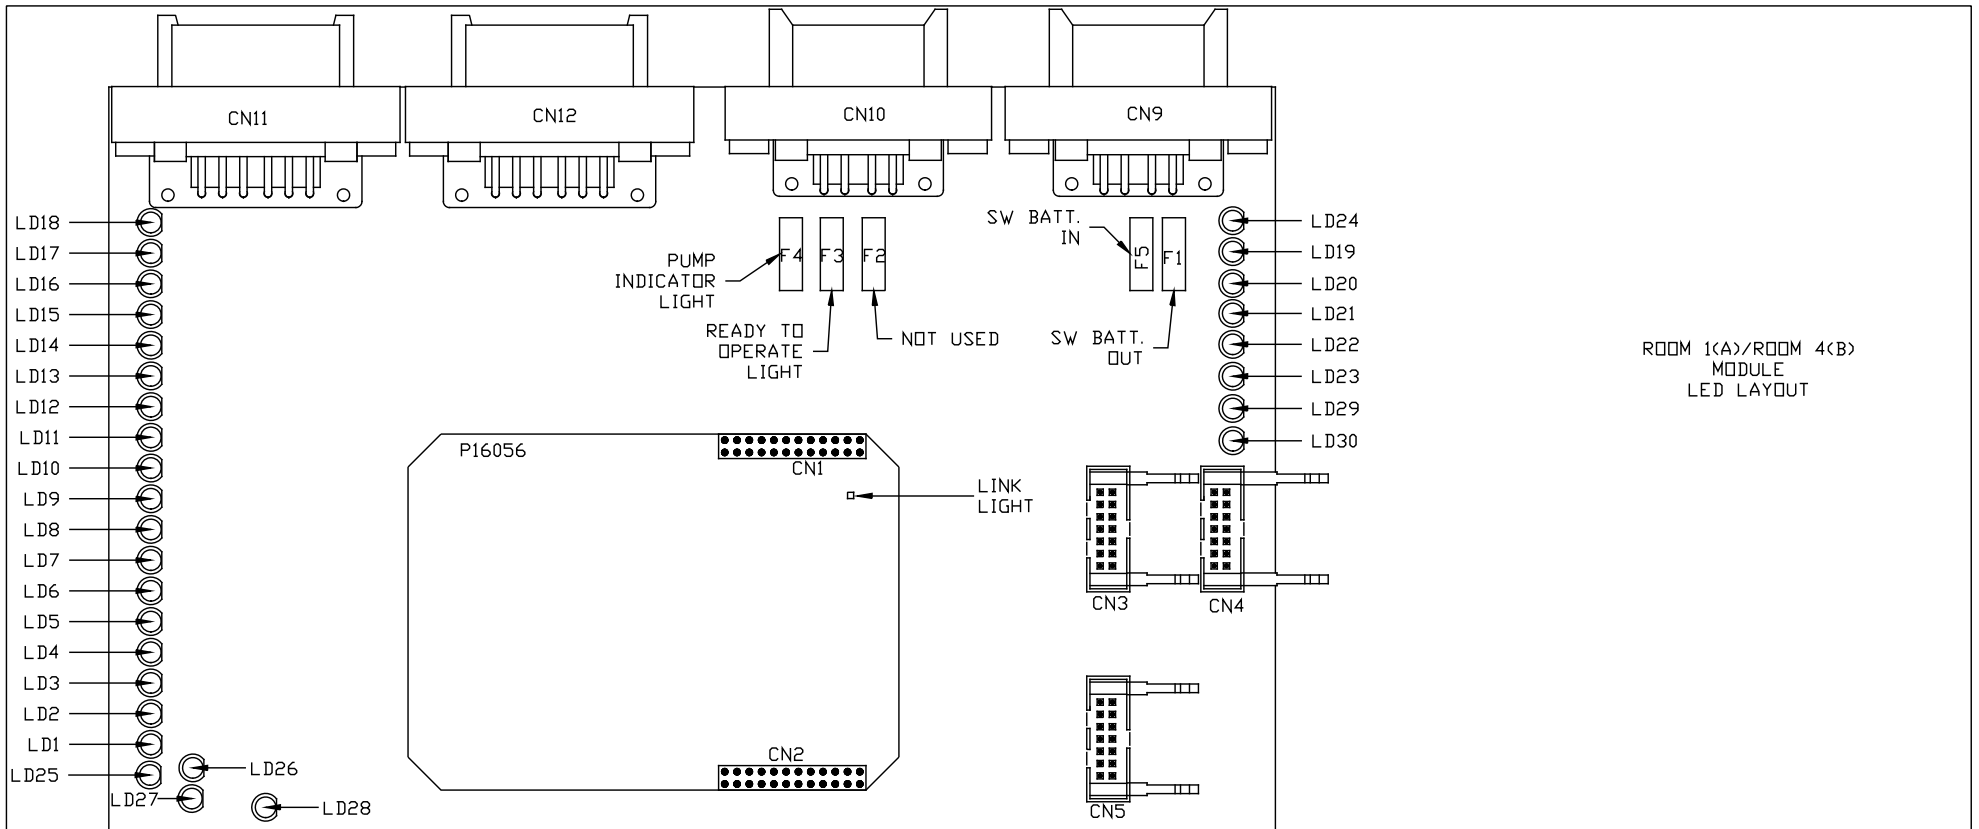 CN11
CN12
CN10
CN9
LD18
LD17
LD16
LD15
LD14
LD13
LD12
LD11
LD10
LD9
LD8
LD7
LD6
LD5
LD4
LD3
LD2
LD1
LD25
LD26
LD27
LD28
PUMP
INDICATOR
LIGHT
F4
F3
F2
READY TO
OPERATE
LIGHT
NOT USED
SW BATT.
IN
F5
F1
SW BATT.
OUT
LD24
LD19
LD20
LD21
LD22
LD23
LD29
LD30
P16056
CN1
LINK
LIGHT
CN2
CN3
CN4
CN5
ROOM 1(A)/ROOM 4(B)
MODULE
LED LAYOUT